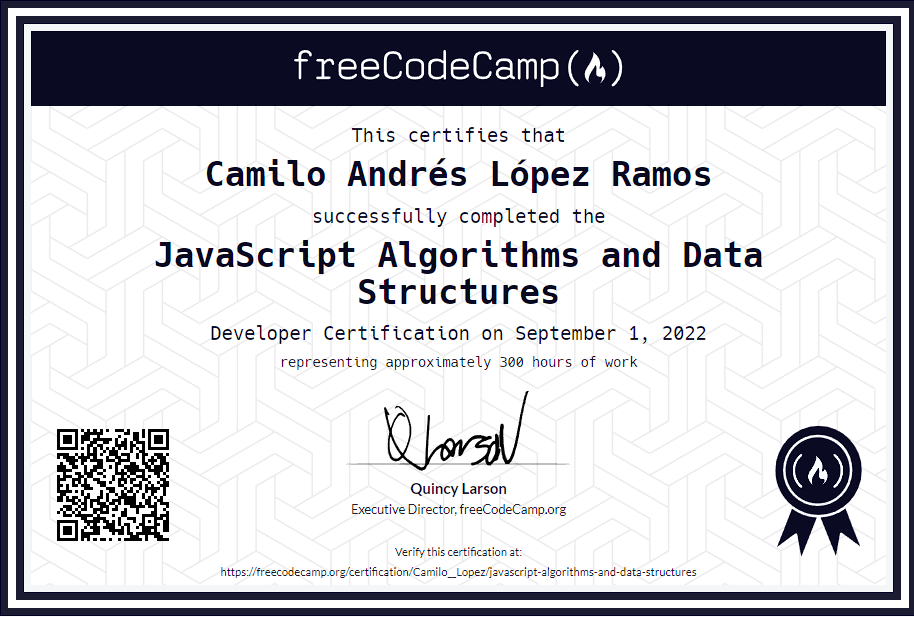 freeCodeCamp(🔥)
This certifies that
Camilo Andrés López Ramos
successfully completed the
JavaScript Algorithms and Data
Structures
Developer Certification on September 1, 2022
representing approximately 300 hours of work
QLarson
Quincy Larson
Executive Director, freeCodeCamp.org
Verify this certification at:
https://freecodecamp.org/certification/Camilo__Lopez/javascript-algorithms-and-data-structures